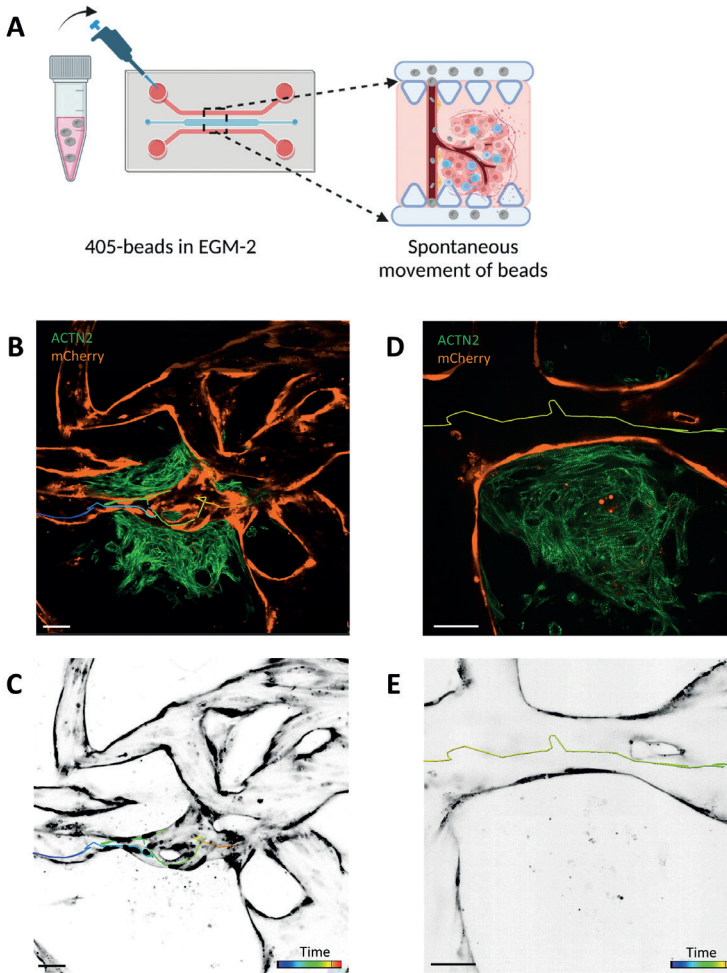 A
405-beads in EGM-2
Spontaneous
movement of beads
B
ACTN2
mCherry
D
ACTN2
mCherry
C
Time
E
Time